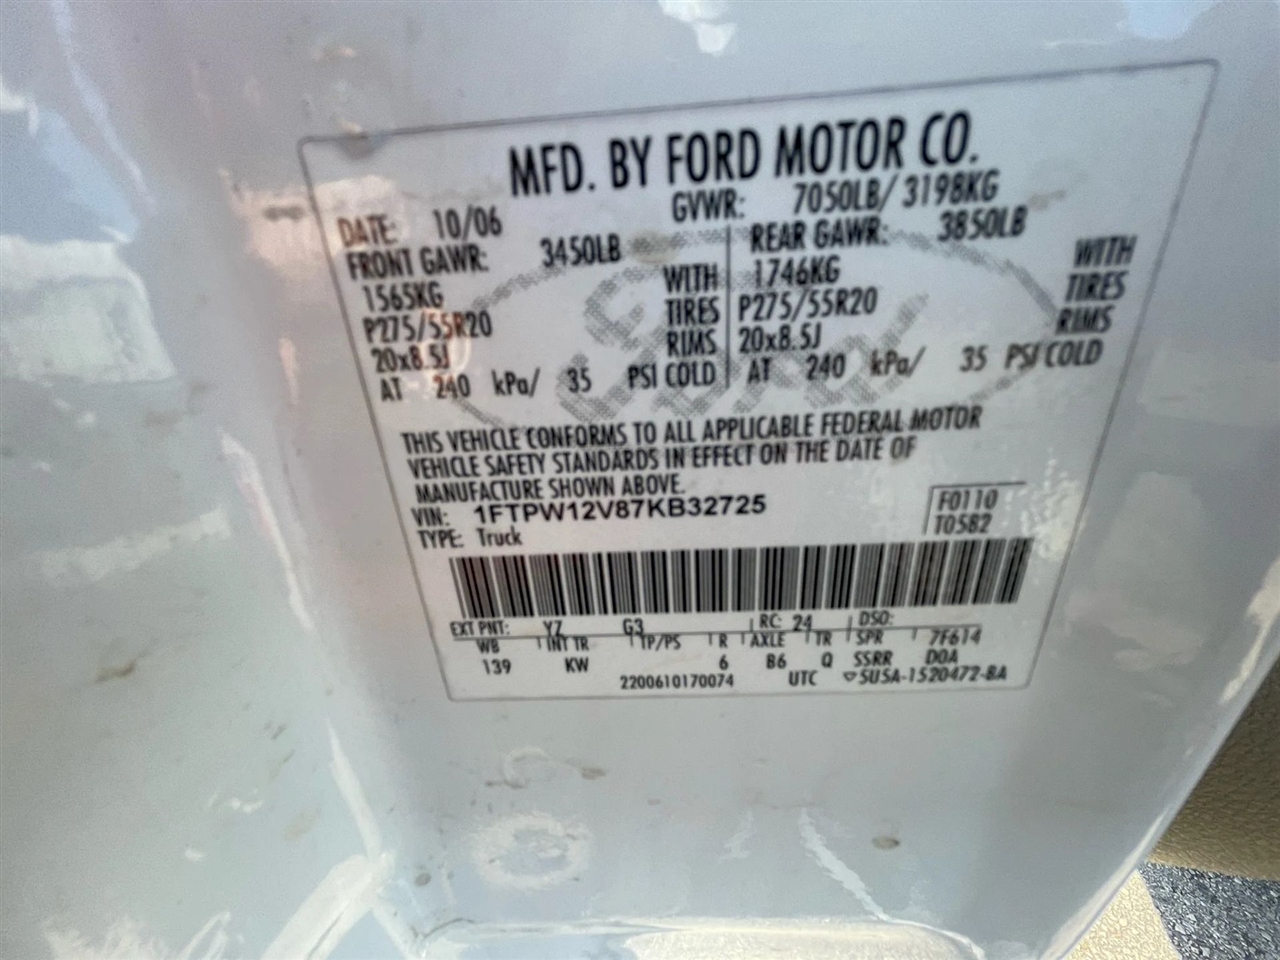 MFD. BY FORD MOTOR CO.
DATE: 10/06 GVWR: 7050LB/ 3198KG
FRONT GAWR: 3450LB REAR GAWR: 3850LB
1565KG WITH 1746KG WITH
P275/55R20 TIRES P275/55R20 TIRES
20x8.5J RIMS 20x8.5J RIMS
AT 240 kPa/ 35 PSI COLD AT 240 kPa/ 35 PSI COLD
THIS VEHICLE CONFORMS TO ALL APPLICABLE FEDERAL MOTOR
VEHICLE SAFETY STANDARDS IN EFFECT ON THE DATE OF
MANUFACTURE SHOWN ABOVE.
VIN: 1FTPW12V87KB32725 F0110
TYPE: Truck T0582
EXT PNT: YZ G3 RC: 24 DSO:
WB INT TR TP/PS R AXLE TR SPR 7F614
139 KW 6 B6 Q SSRR DOA
2200610170074 UTC ▽5U5A-1520472-BA
Ford